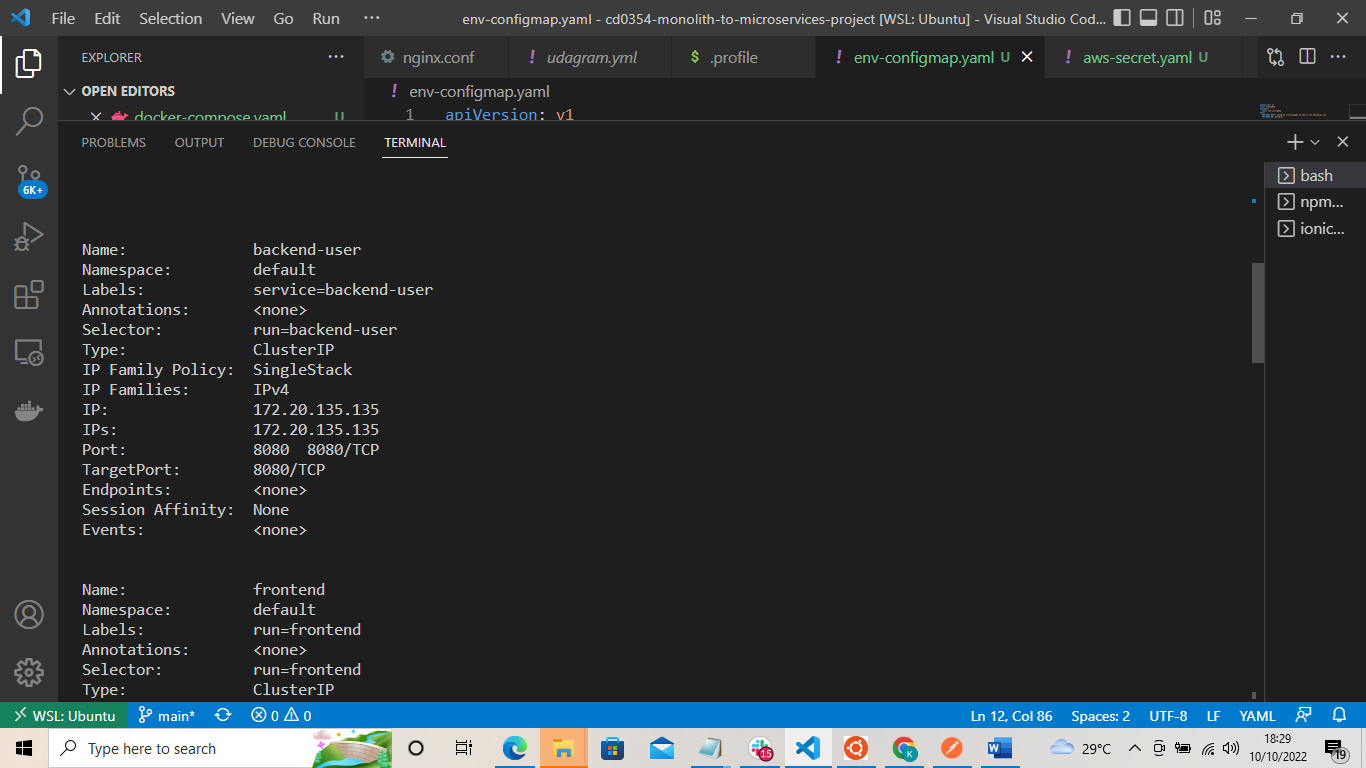 File Edit Selection View Go Run ··· env-configmap.yaml - cd0354-monolith-to-microservices-project [WSL: Ubuntu] - Visual Studio Cod...
EXPLORER ···
nginx.conf ! udagram.yml $ .profile ! env-configmap.yaml U ! aws-secret.yaml U ···
OPEN EDITORS
docker-compose.yaml U
! env-configmap.yaml
1 apiVersion: v1
PROBLEMS OUTPUT DEBUG CONSOLE TERMINAL
bash
npm...
ionic...
6K+
Name: backend-user
Namespace: default
Labels: service=backend-user
Annotations: <none>
Selector: run=backend-user
Type: ClusterIP
IP Family Policy: SingleStack
IP Families: IPv4
IP: 172.20.135.135
IPs: 172.20.135.135
Port: 8080 8080/TCP
TargetPort: 8080/TCP
Endpoints: <none>
Session Affinity: None
Events: <none>
Name: frontend
Namespace: default
Labels: run=frontend
Annotations: <none>
Selector: run=frontend
Type: ClusterIP
WSL: Ubuntu main* 0 0 Ln 12, Col 86 Spaces: 2 UTF-8 LF YAML
Type here to search 15 29°C 18:29
10/10/2022 19